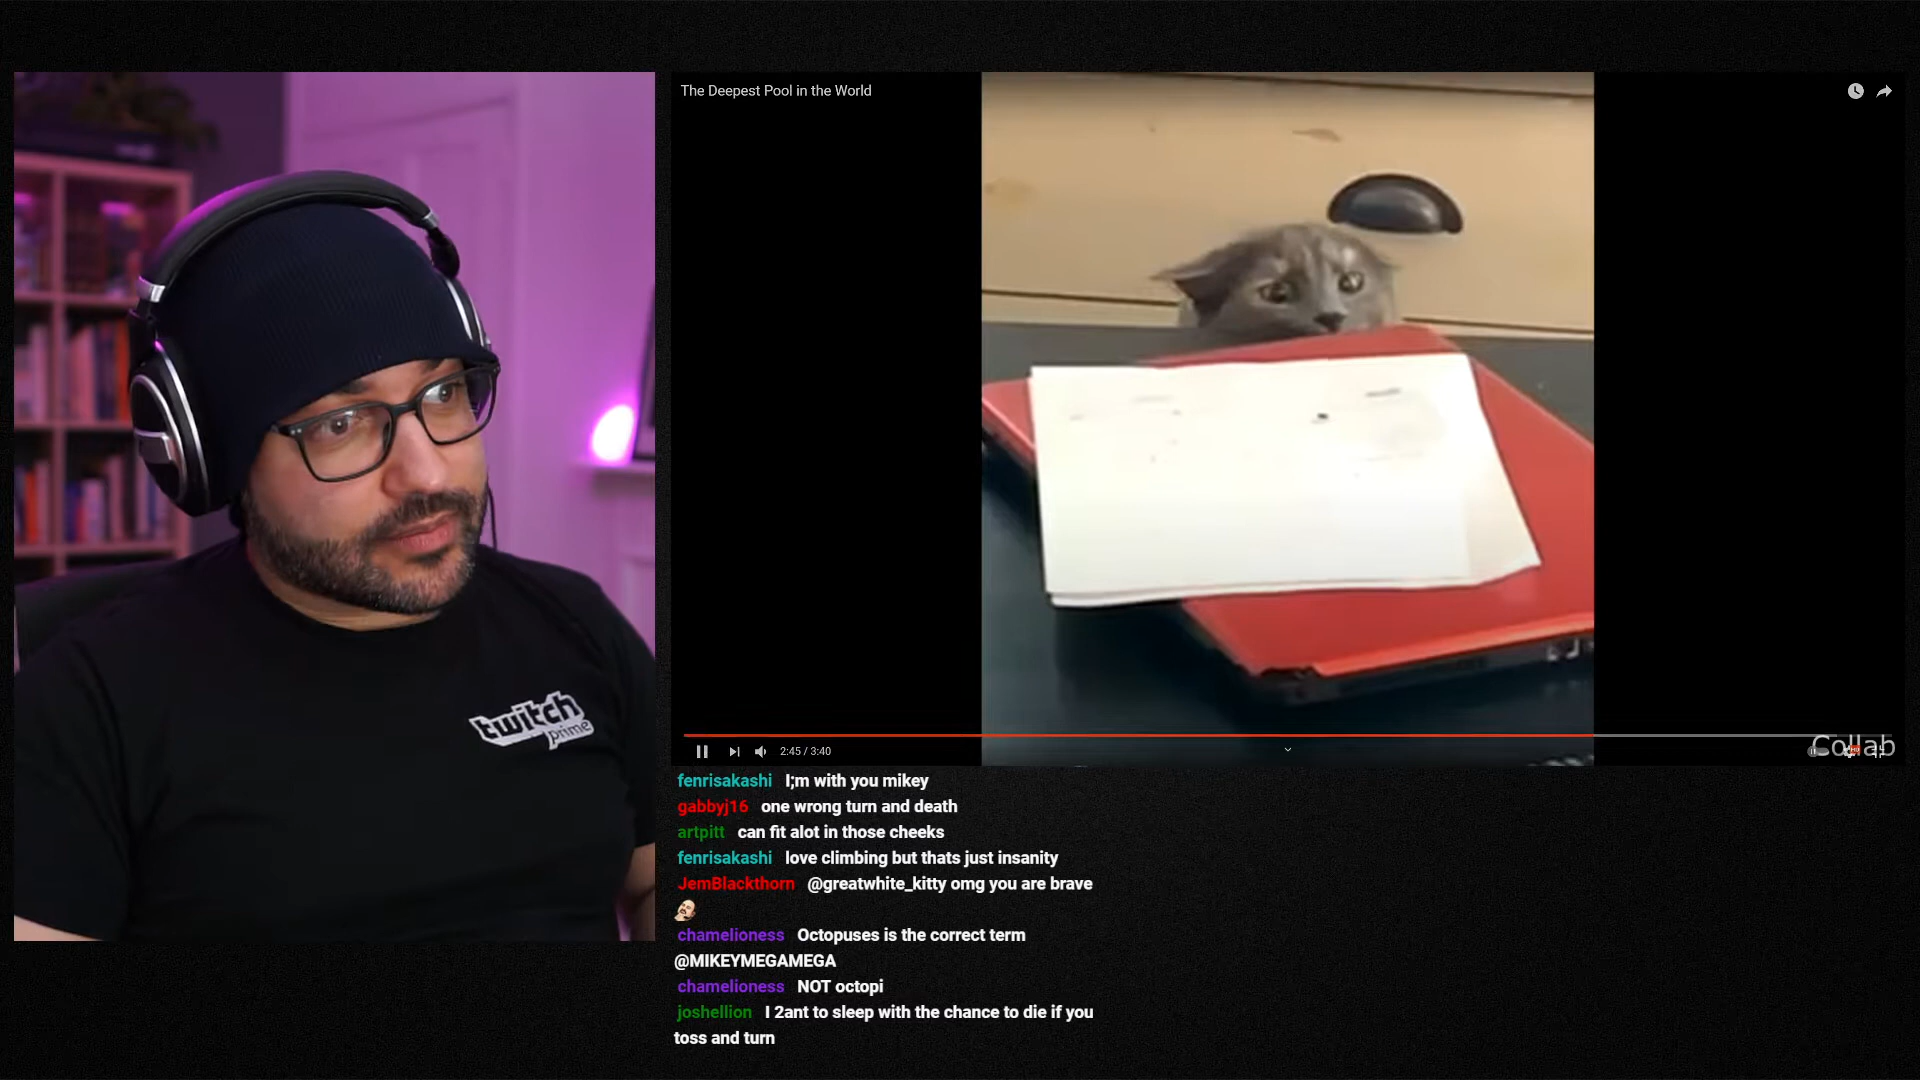 The Deepest Pool in the World
twitch
prime
2:45 / 3:40
Collab
fenrisakashi I;m with you mikey
gabbyj16 one wrong turn and death
artpitt can fit alot in those cheeks
fenrisakashi love climbing but thats just insanity
JemBlackthorn @greatwhite_kitty omg you are brave
chamelioness Octopuses is the correct term
@MIKEYMEGAMEGA
chamelioness NOT octopi
joshellion I 2ant to sleep with the chance to die if you
toss and turn